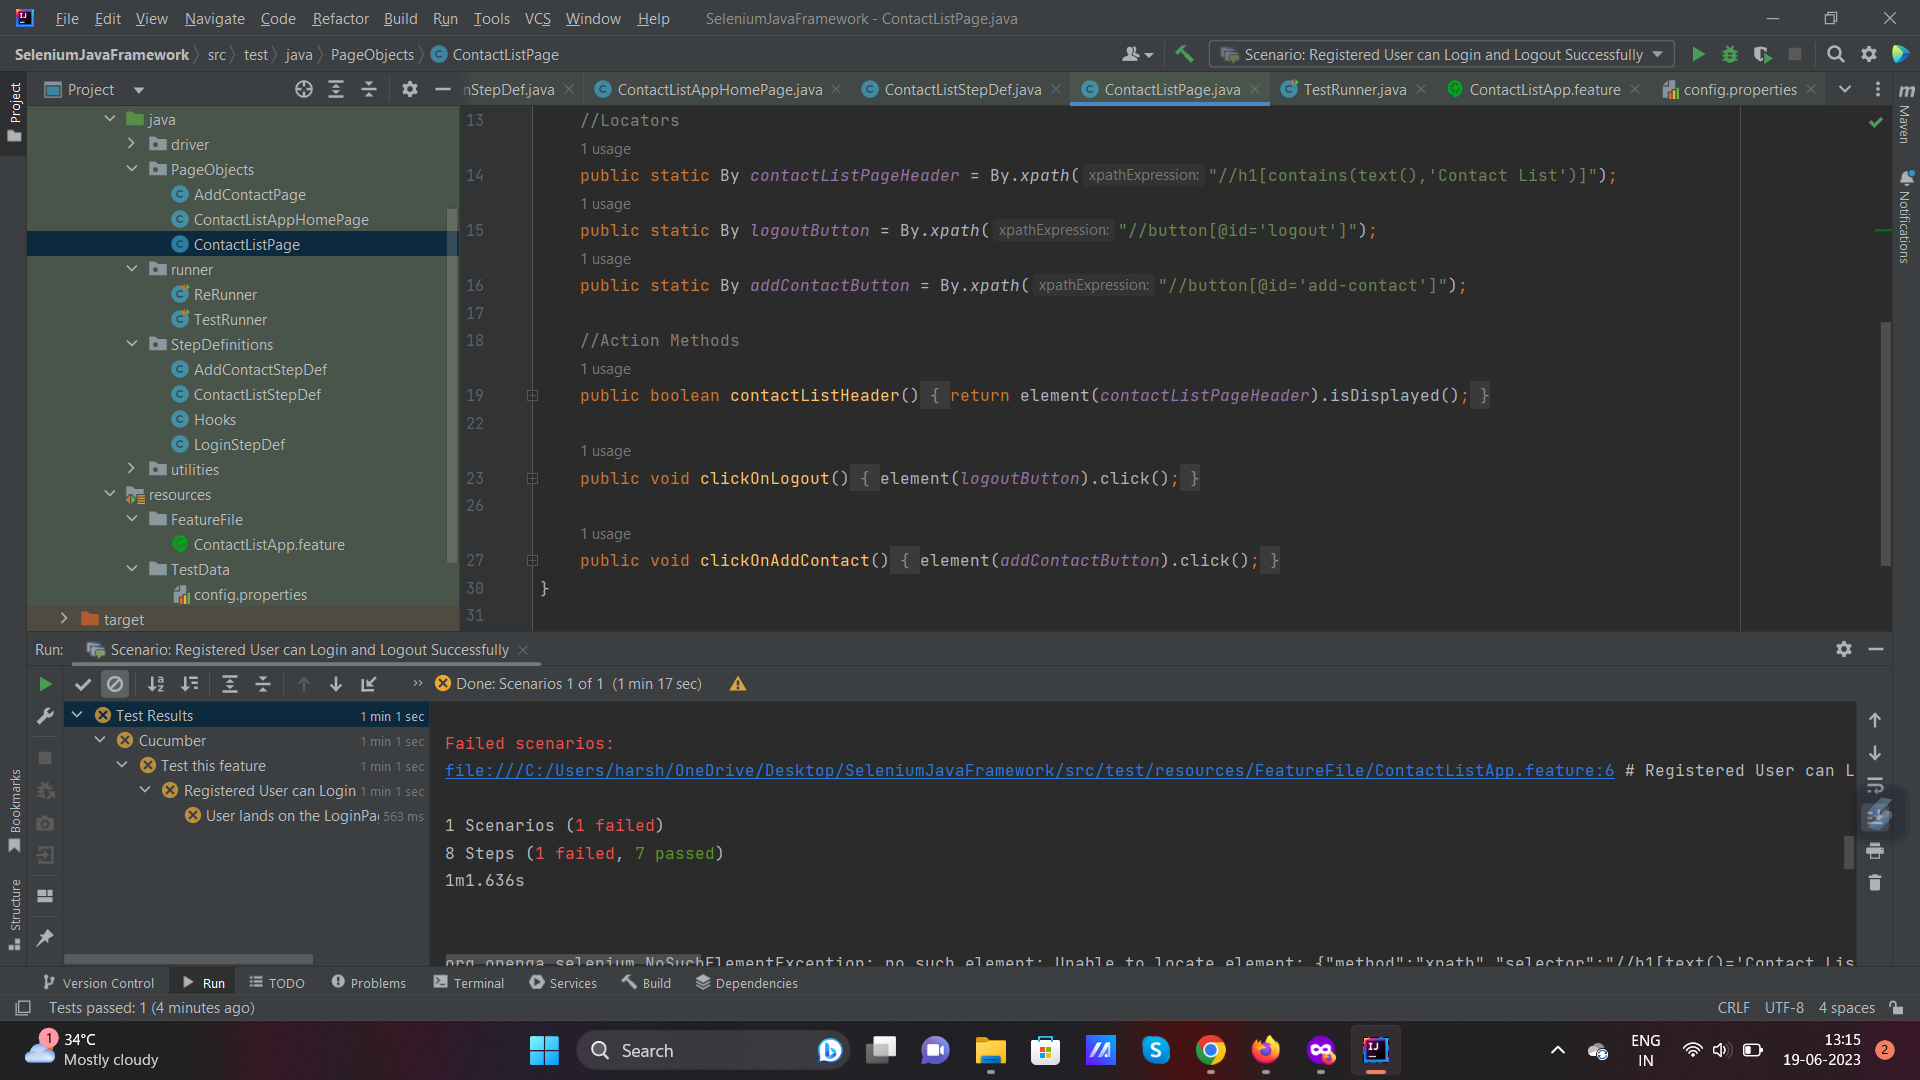 File Edit View Navigate Code Refactor Build Run Tools VCS Window Help SeleniumJavaFramework - ContactListPage.java
SeleniumJavaFramework src test java PageObjects ContactListPage Scenario: Registered User can Login and Logout Successfully
Project nStepDef.java ContactListAppHomePage.java ContactListStepDef.java ContactListPage.java TestRunner.java ContactListApp.feature config.properties
Project
Bookmarks
Structure
Maven
Notifications
java
driver
PageObjects
AddContactPage
ContactListAppHomePage
ContactListPage
runner
ReRunner
TestRunner
StepDefinitions
AddContactStepDef
ContactListStepDef
Hooks
LoginStepDef
utilities
resources
FeatureFile
ContactListApp.feature
TestData
config.properties
target
13 //Locators
1 usage
14 public static By contactListPageHeader = By.xpath( xpathExpression: "//h1[contains(text(),'Contact List')]");
1 usage
15 public static By logoutButton = By.xpath( xpathExpression: "//button[@id='logout']");
1 usage
16 public static By addContactButton = By.xpath( xpathExpression: "//button[@id='add-contact']");
17
18 //Action Methods
1 usage
19 public boolean contactListHeader() { return element(contactListPageHeader).isDisplayed(); }
22
1 usage
23 public void clickOnLogout() { element(logoutButton).click(); }
26
1 usage
27 public void clickOnAddContact() { element(addContactButton).click(); }
30 }
31
Run: Scenario: Registered User can Login and Logout Successfully
Done: Scenarios 1 of 1 (1 min 17 sec)
Test Results 1 min 1 sec
Cucumber 1 min 1 sec
Test this feature 1 min 1 sec
Registered User can Login 1 min 1 sec
User lands on the LoginPa 563 ms
Failed scenarios:
file:///C:/Users/harsh/OneDrive/Desktop/SeleniumJavaFramework/src/test/resources/FeatureFile/ContactListApp.feature:6 # Registered User can L
1 Scenarios (1 failed)
8 Steps (1 failed, 7 passed)
1m1.636s
org.openqa.selenium.NoSuchElementException: no such element: Unable to locate element: {"method":"xpath","selector":"//h1[text()='Contact Lis
Version Control Run TODO Problems Terminal Services Build Dependencies
Tests passed: 1 (4 minutes ago) CRLF UTF-8 4 spaces
1 34°C
Mostly cloudy
Search
ENG
IN
13:15
19-06-2023
2